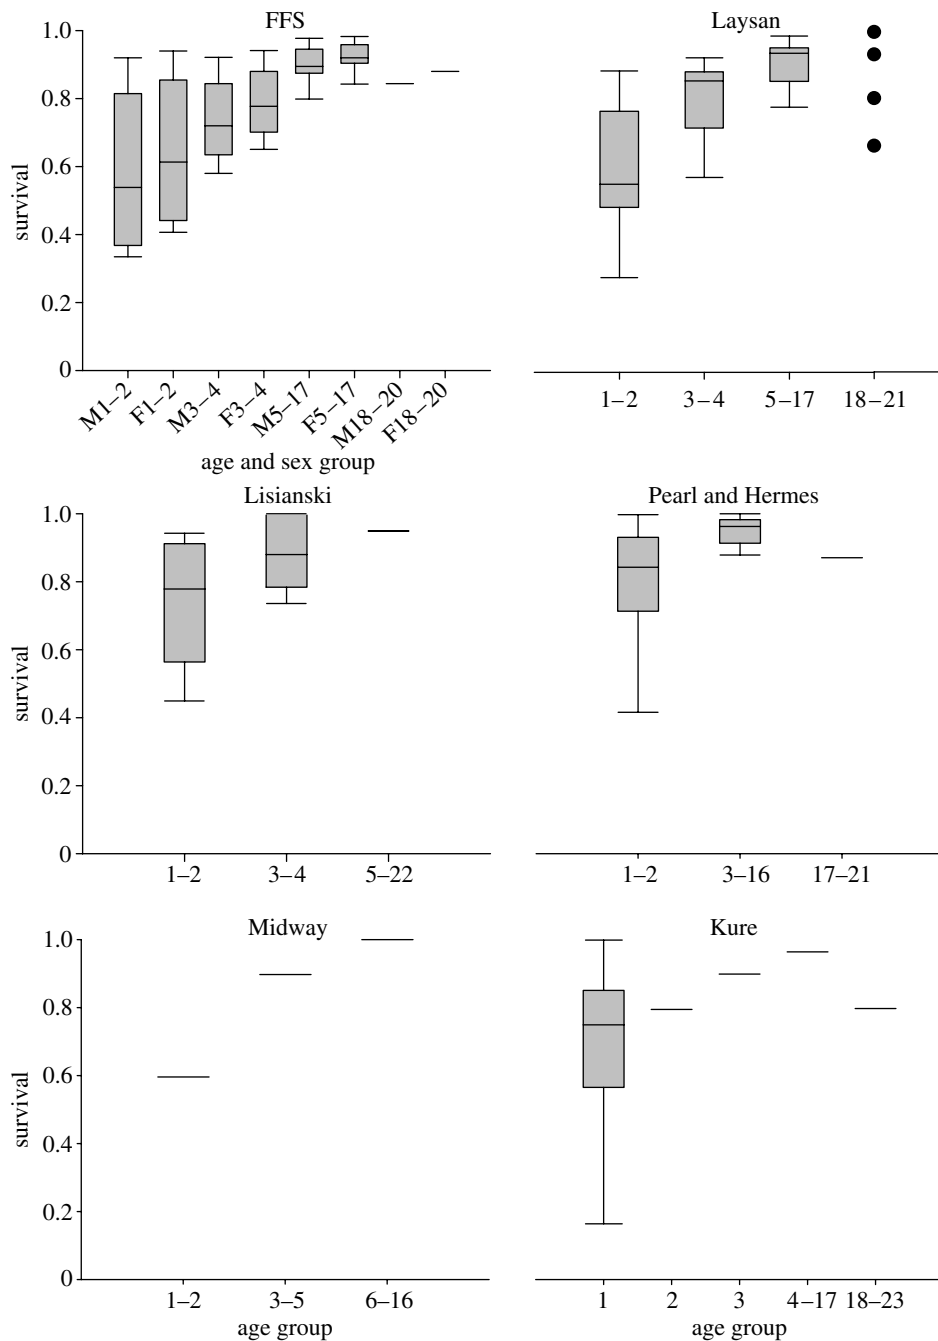 FFS
Laysan
1.0
0.8
0.6
0.4
0.2
0
survival
M1–2
F1–2
M3–4
F3–4
M5–17
F5–17
M18–20
F18–20
age and sex group
1–2
3–4
5–17
18–21
Lisianski
Pearl and Hermes
1.0
0.8
0.6
0.4
0.2
0
survival
1–2
3–4
5–22
1–2
3–16
17–21
Midway
Kure
1.0
0.8
0.6
0.4
0.2
0
survival
1–2
3–5
6–16
age group
1
2
3
4–17
18–23
age group